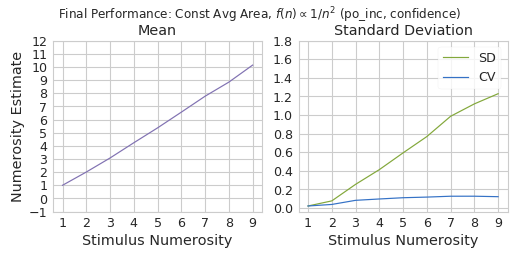 Final Performance: Const Avg Area, f(n) ∝ 1/n² (po_inc, confidence)
Mean
Standard Deviation
Numerosity Estimate
12
11
10
9
8
7
6
5
4
3
2
1
0
−1
1 2 3 4 5 6 7 8 9
Stimulus Numerosity
1.8
1.6
1.4
1.2
1.0
0.8
0.6
0.4
0.2
0.0
SD
CV
1 2 3 4 5 6 7 8 9
Stimulus Numerosity